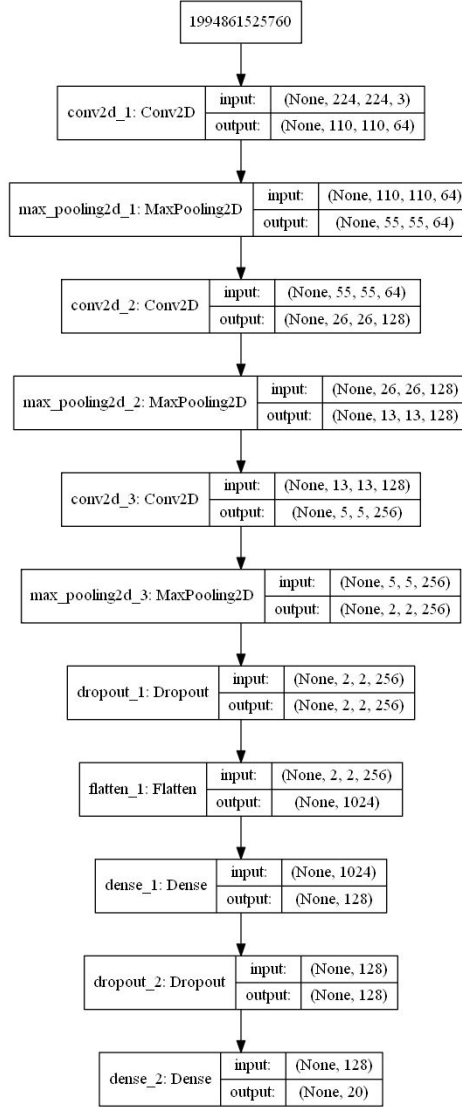 1994861525760
conv2d_1: Conv2D
input: (None, 224, 224, 3)
output: (None, 110, 110, 64)
max_pooling2d_1: MaxPooling2D
input: (None, 110, 110, 64)
output: (None, 55, 55, 64)
conv2d_2: Conv2D
input: (None, 55, 55, 64)
output: (None, 26, 26, 128)
max_pooling2d_2: MaxPooling2D
input: (None, 26, 26, 128)
output: (None, 13, 13, 128)
conv2d_3: Conv2D
input: (None, 13, 13, 128)
output: (None, 5, 5, 256)
max_pooling2d_3: MaxPooling2D
input: (None, 5, 5, 256)
output: (None, 2, 2, 256)
dropout_1: Dropout
input: (None, 2, 2, 256)
output: (None, 2, 2, 256)
flatten_1: Flatten
input: (None, 2, 2, 256)
output: (None, 1024)
dense_1: Dense
input: (None, 1024)
output: (None, 128)
dropout_2: Dropout
input: (None, 128)
output: (None, 128)
dense_2: Dense
input: (None, 128)
output: (None, 20)